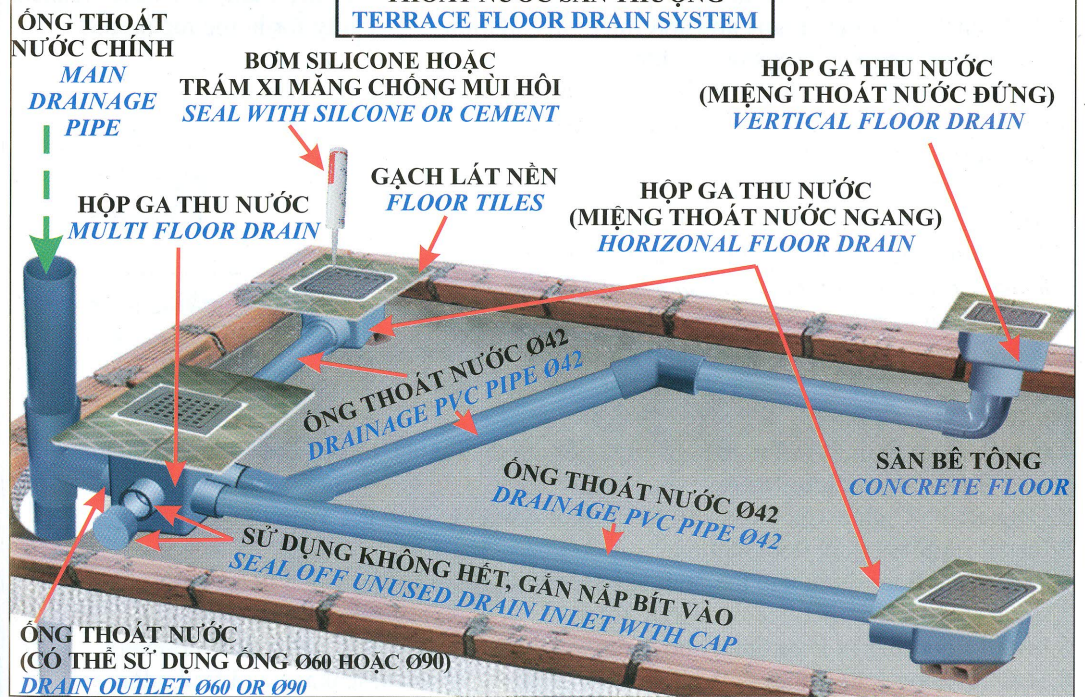 THOÁT NƯỚC SÂN THƯỢNG
TERRACE FLOOR DRAIN SYSTEM
ỐNG THOÁT
NƯỚC CHÍNH
MAIN
DRAINAGE
PIPE
BƠM SILICONE HOẶC
TRÁM XI MĂNG CHỐNG MÙI HÔI
SEAL WITH SILCONE OR CEMENT
HỘP GA THU NƯỚC
(MIỆNG THOÁT NƯỚC ĐỨNG)
VERTICAL FLOOR DRAIN
GẠCH LÁT NỀN
FLOOR TILES
HỘP GA THU NƯỚC
MULTI FLOOR DRAIN
HỘP GA THU NƯỚC
(MIỆNG THOÁT NƯỚC NGANG)
HORIZONAL FLOOR DRAIN
ỐNG THOÁT NƯỚC Ø42
DRAINAGE PVC PIPE Ø42
SÀN BÊ TÔNG
CONCRETE FLOOR
ỐNG THOÁT NƯỚC Ø42
DRAINAGE PVC PIPE Ø42
SỬ DỤNG KHÔNG HẾT, GẮN NẮP BÍT VÀO
SEAL OFF UNUSED DRAIN INLET WITH CAP
ỐNG THOÁT NƯỚC
(CÓ THỂ SỬ DỤNG ỐNG Ø60 HOẶC Ø90)
DRAIN OUTLET Ø60 OR Ø90